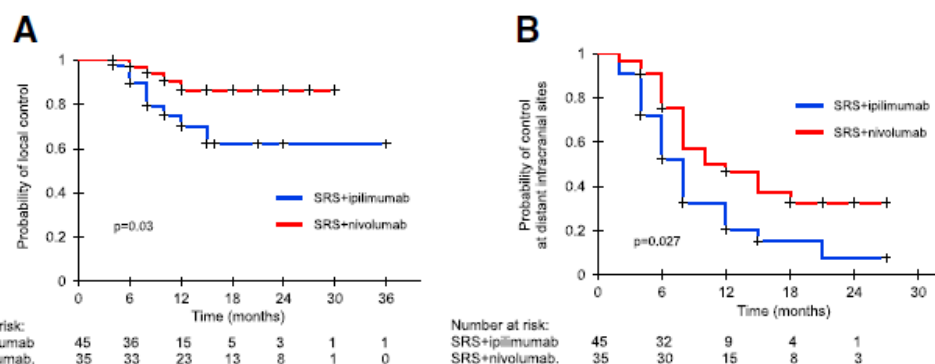 A
Probability of local control
1
0.8
0.6
0.4
0.2
0
SRS+ipilimumab
SRS+nivolumab
p=0.03
0 6 12 18 24 30 36
Time (months)
risk:
umab 45 36 15 5 3 1 1
umab. 35 33 23 13 8 1 0
B
Probability of control
at distant intracranial sites
1
0.8
0.6
0.4
0.2
0
SRS+ipilimumab
SRS+nivolumab
p=0.027
0 6 12 18 24 30
Time (months)
Number at risk:
SRS+ipilimumab 45 32 9 4 1
SRS+nivolumab. 35 30 15 8 3